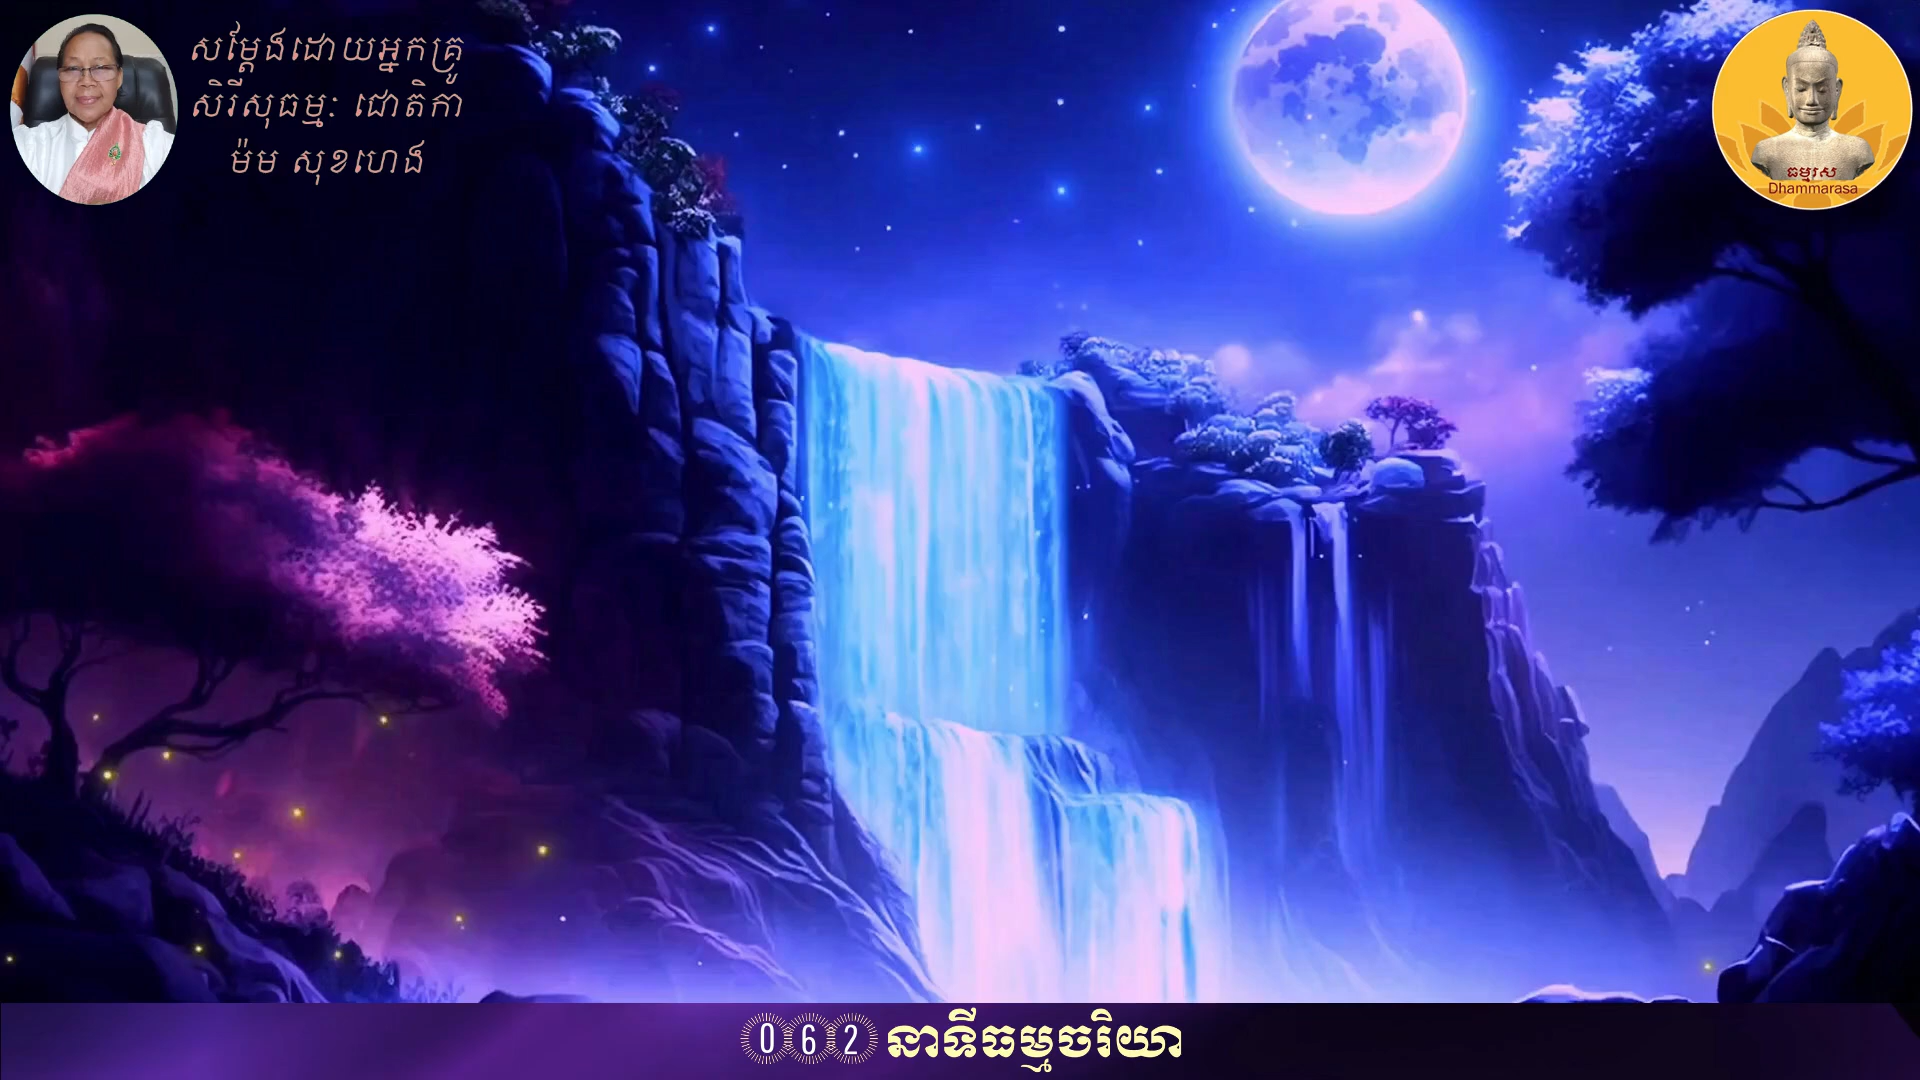 សម្ដែងដោយអ្នកគ្រូ
សិរីសុធម្មៈ ជោតិកា
ម៉ម សុខហេង
ធម្មរស
Dhammarasa
062 នាទីធម្មចរិយា